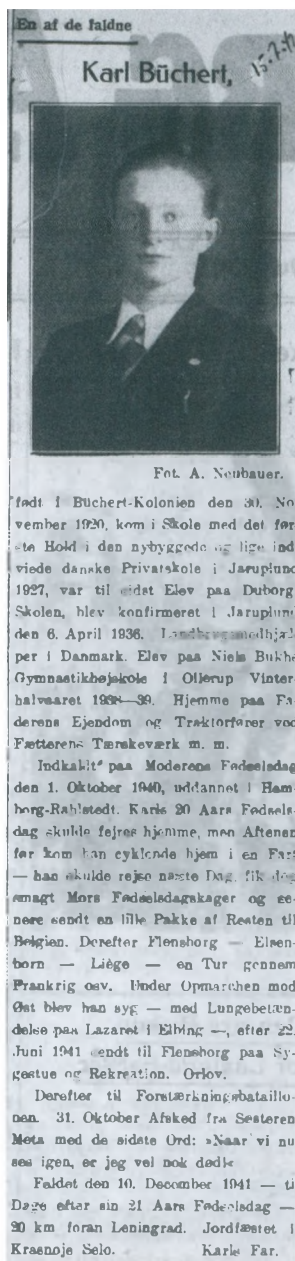 En af de faldne
Karl Büchert,
Fot. A. Neubauer.
født i Büchert-Kolonien den 30. No
vember 1920, kom i Skole med det før
ste Hold i den nybyggede og lige ind
viede danske Privatskole i Jaruplund
1927, var til sidst Elev paa Duborg
Skolen, blev konfirmeret i Jaruplund
den 6. April 1936. Landbrugsmedhjæl
per i Danmark. Elev paa Niels Bukhs
Gymnastikhøjskole i Ollerup Vinter
halvaaret 1938—39. Hjemme paa Fa
derens Ejendom og Traktorfører ved
Fætterens Tærskeværk m. m.
Indkaldt paa Moderens Fødselsdag
den 1. Oktober 1940, uddannet i Ham
borg-Rahlstedt. Karls 20 Aars Fødsels
dag skulde fejres hjemme, men Aftenen
før kom han cyklende hjem i en Fart
— han skulde rejse næste Dag, fik dog
smagt Mors Fødselsdagskager og se-
nere sendt en lille Pakke af Resten til
Belgien. Derefter Flensborg — Elsen-
born — Liège — en Tur gennem
Frankrig osv. Under Opmarchen mod
Øst blev han syg — med Lungebetæn-
delse paa Lazaret i Elbing —, efter 22.
Juni 1941 sendt til Flensborg paa Sy-
gestue og Rekreation. Orlov.
Derefter til Forstærkningsbataillo-
nen. 31. Oktober Afsked fra Søsteren
Meta med de sidste Ord: »Naar vi nu
ses igen, er jeg vel nok død!«
Faldet den 10. December 1941 — ti
Dage efter sin 21 Aars Fødselsdag —
20 km foran Leningrad. Jordfæstet i
Krasnoje Selo. Karls Far.